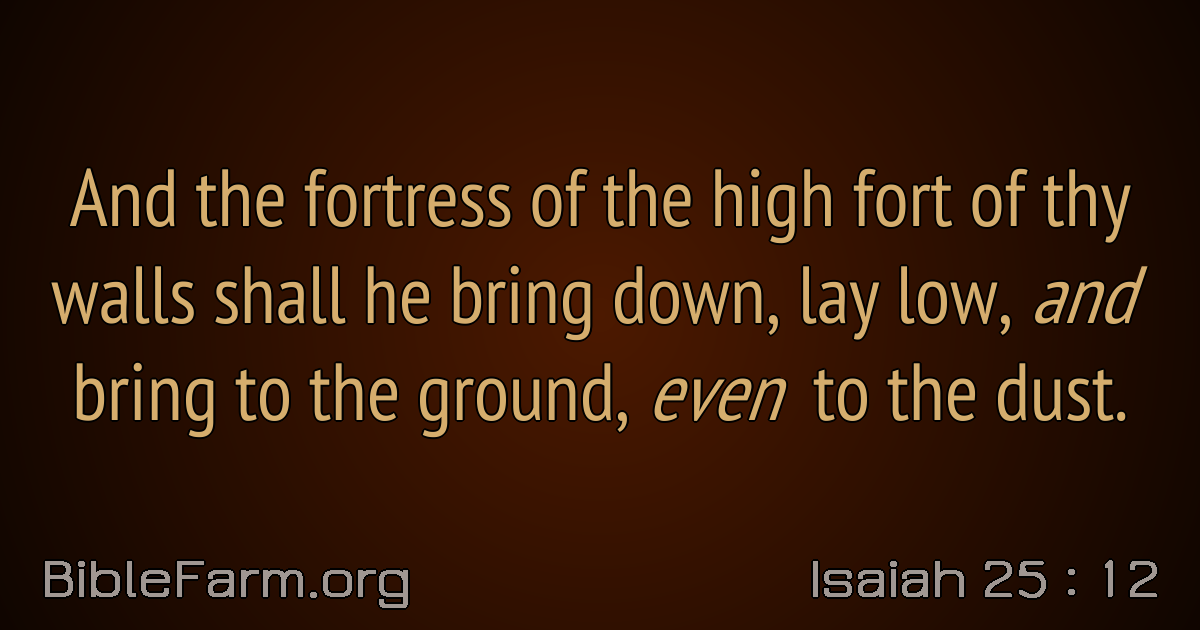 And the fortress of the high fort of thy
walls shall he bring down, lay low, and
bring to the ground, even to the dust.
BibleFarm.org
Isaiah 25 : 12